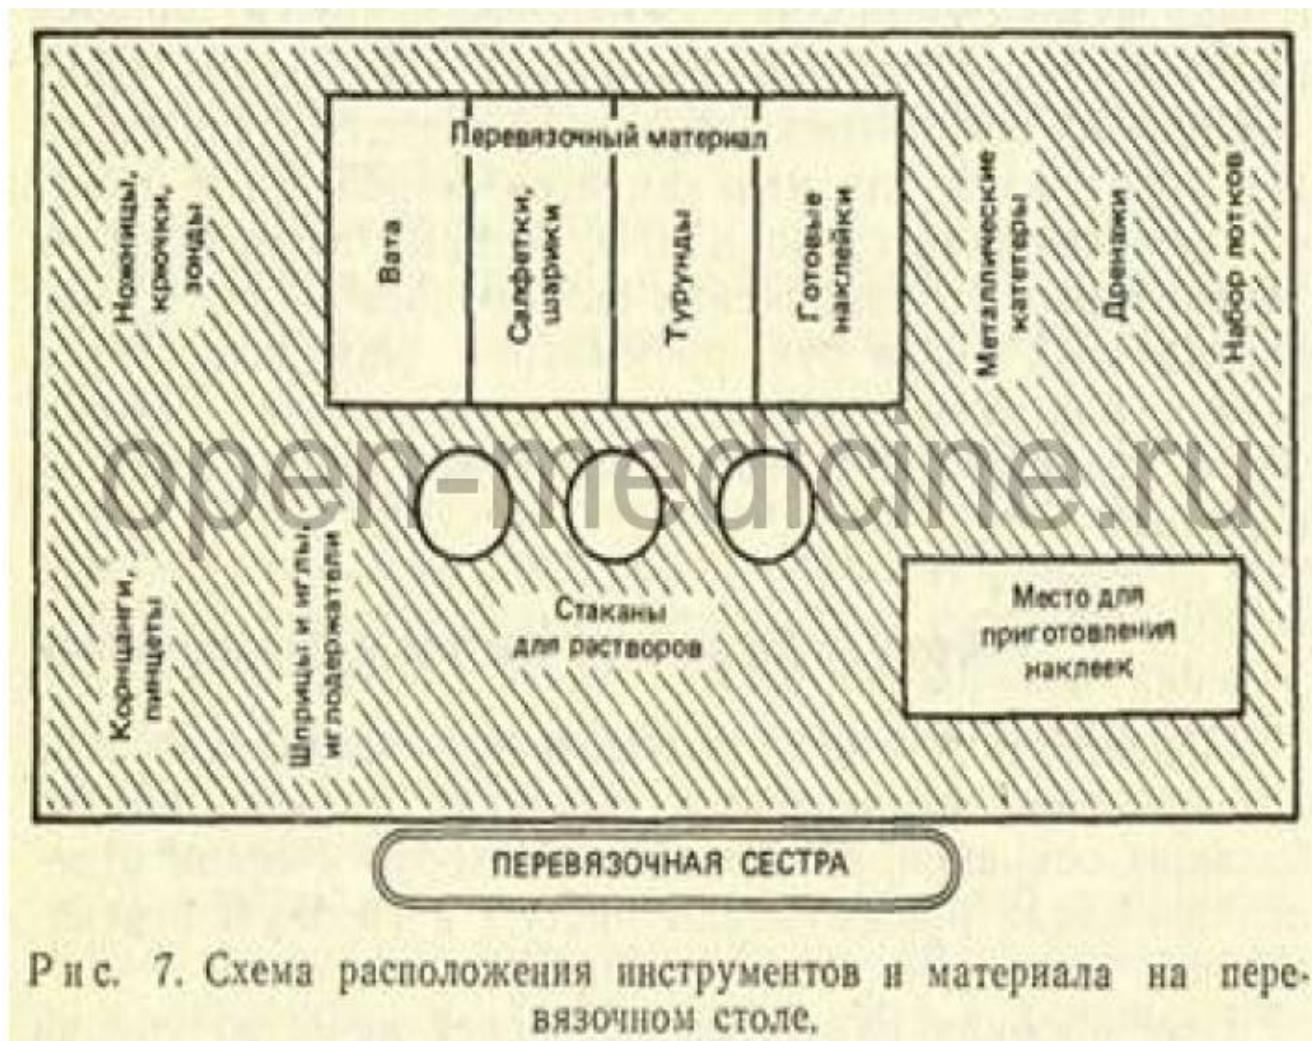 Перевязочный материал
Ножницы,
крючки,
зонды
Вата
Салфетки,
шарики
Турунды
Готовые
наклейки
Металлические
катетеры
Дренажи
Набор лотков
open-medicine.ru
Корнцанги,
пинцеты
Шприцы и иглы,
иглодержатели
Стаканы
для растворов
Место для
приготовления
наклеек
ПЕРЕВЯЗОЧНАЯ СЕСТРА
Рис. 7. Схема расположения инструментов и материала на пере-
вязочном столе.